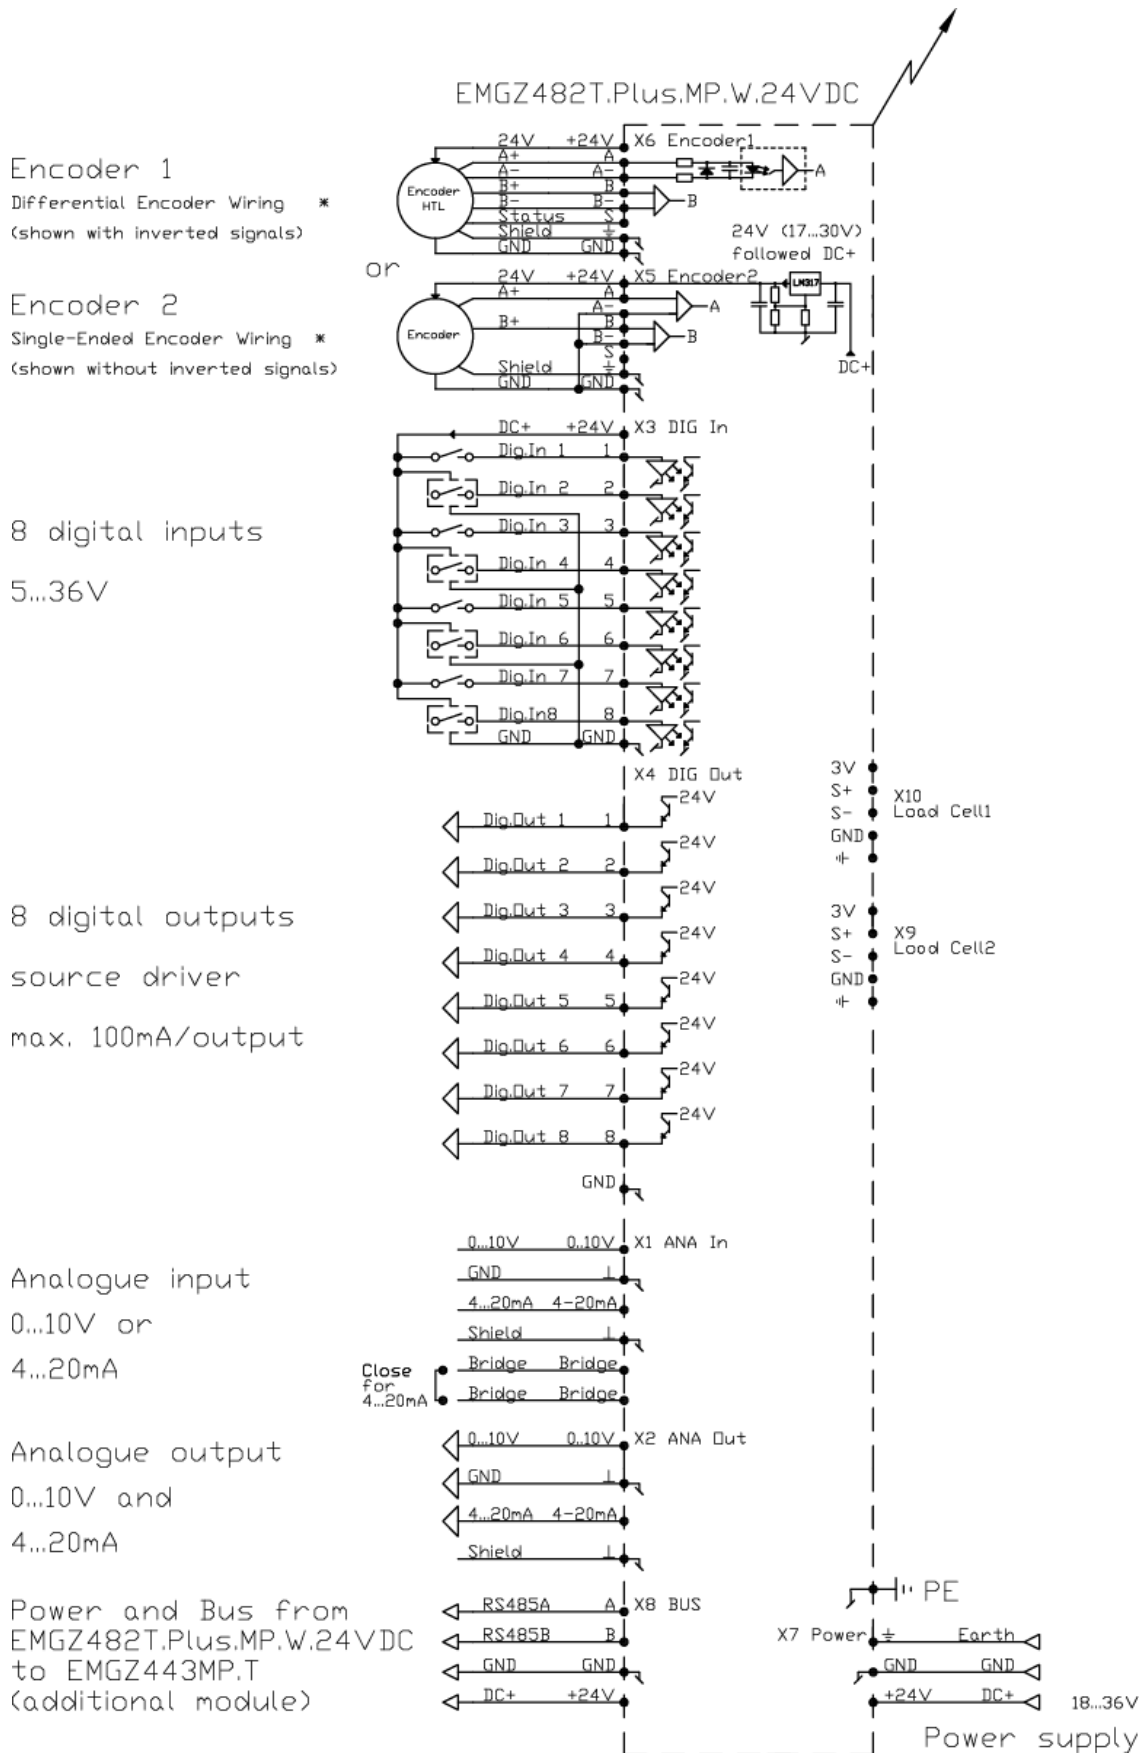 EMGZ482T.Plus.MP.W.24VDC
24V +24V X6 Encoder1
Encoder 1
A+ A
A- A-
A
Differential Encoder Wiring *
Encoder
HTL
B+ B
B- B-
B
(shown with inverted signals)
Status S
Shield
GND GND
24V (17...30V)
followed DC+
or
24V +24V X5 Encoder2
LM317
Encoder 2
A+ A
A-
A
Single-Ended Encoder Wiring *
Encoder
B+ B
B-
B
(shown without inverted signals)
S
Shield
GND GND
DC+
DC+ +24V X3 DIG In
Dig.In 1 1
Dig.In 2 2
8 digital inputs
Dig.In 3 3
Dig.In 4 4
5...36V
Dig.In 5 5
Dig.In 6 6
Dig.In 7 7
Dig.In8 8
GND GND
X4 DIG Out
3V
S+ X10
S- Load Cell1
GND
Dig.Out 1 1 24V
Dig.Out 2 2 24V
8 digital outputs
Dig.Out 3 3 24V
3V
S+ X9
S- Load Cell2
GND
Dig.Out 4 4 24V
source driver
Dig.Out 5 5 24V
max. 100mA/output
Dig.Out 6 6 24V
Dig.Out 7 7 24V
Dig.Out 8 8 24V
GND
0...10V 0..10V X1 ANA In
Analogue input
GND
0...10V or
4...20mA 4-20mA
Shield
4...20mA
Close
for
4...20mA
Bridge Bridge
Bridge Bridge
Analogue output
0...10V 0..10V X2 ANA Out
GND
0...10V and
4...20mA 4-20mA
4...20mA
Shield
PE
Power and Bus from
EMGZ482T.Plus.MP.W.24VDC
to EMGZ443MP.T
(additional module)
RS485A A X8 BUS
RS485B B
GND GND
DC+ +24V
X7 Power Earth
GND GND
+24V DC+ 18...36V
Power supply